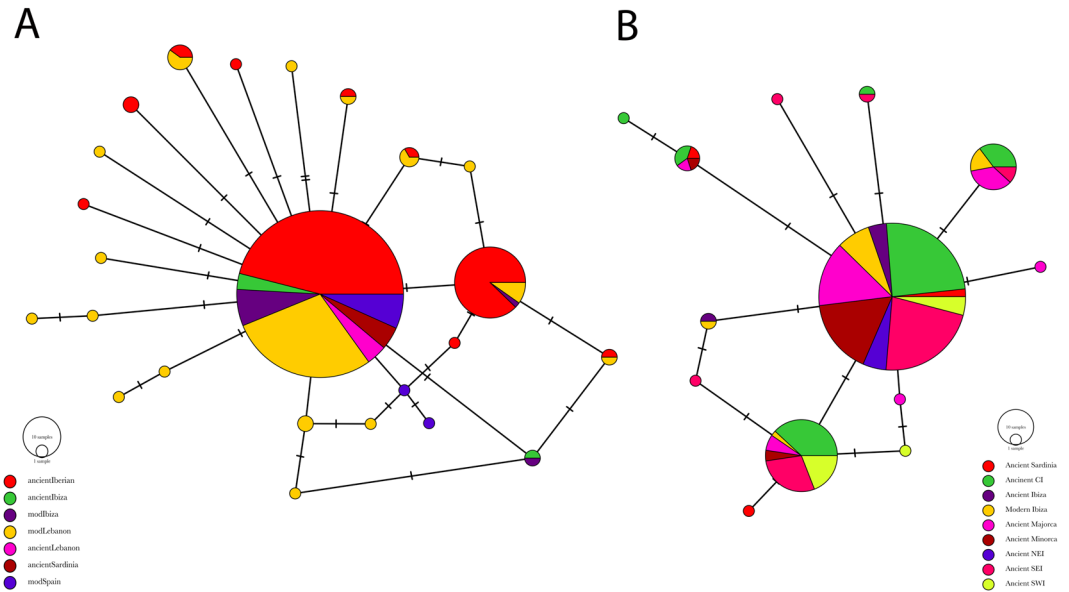 A
B
10 samples
1 sample
ancientIberian
ancientIbiza
modIbiza
modLebanon
ancientLebanon
ancientSardinia
modSpain
10 samples
1 sample
Ancient Sardinia
Ancinent CI
Ancient Ibiza
Modern Ibiza
Ancient Majorca
Ancient Minorca
Ancient NEI
Ancient SEI
Ancient SWI